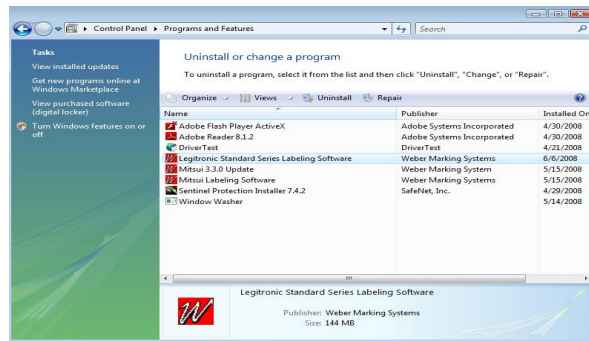 Control Panel ▸ Programs and Features
Search
Tasks
View installed updates
Get new programs online at
Windows Marketplace
View purchased software
(digital locker)
Turn Windows features on or
off
Uninstall or change a program
To uninstall a program, select it from the list and then click "Uninstall", "Change", or "Repair".
Organize Views Uninstall Repair
Name Publisher Installed On
Adobe Flash Player ActiveX Adobe Systems Incorporated 4/30/2008
Adobe Reader 8.1.2 Adobe Systems Incorporated 4/30/2008
DriverTest DriverTest 4/21/2008
Legitronic Standard Series Labeling Software Weber Marking Systems 6/6/2008
Mitsui 3.3.0 Update Weber Marking System 5/15/2008
Mitsui Labeling Software Weber Marking Systems 5/15/2008
Sentinel Protection Installer 7.4.2 SafeNet, Inc. 4/29/2008
Window Washer 5/14/2008
Legitronic Standard Series Labeling Software
Publisher: Weber Marking Systems
Size: 144 MB